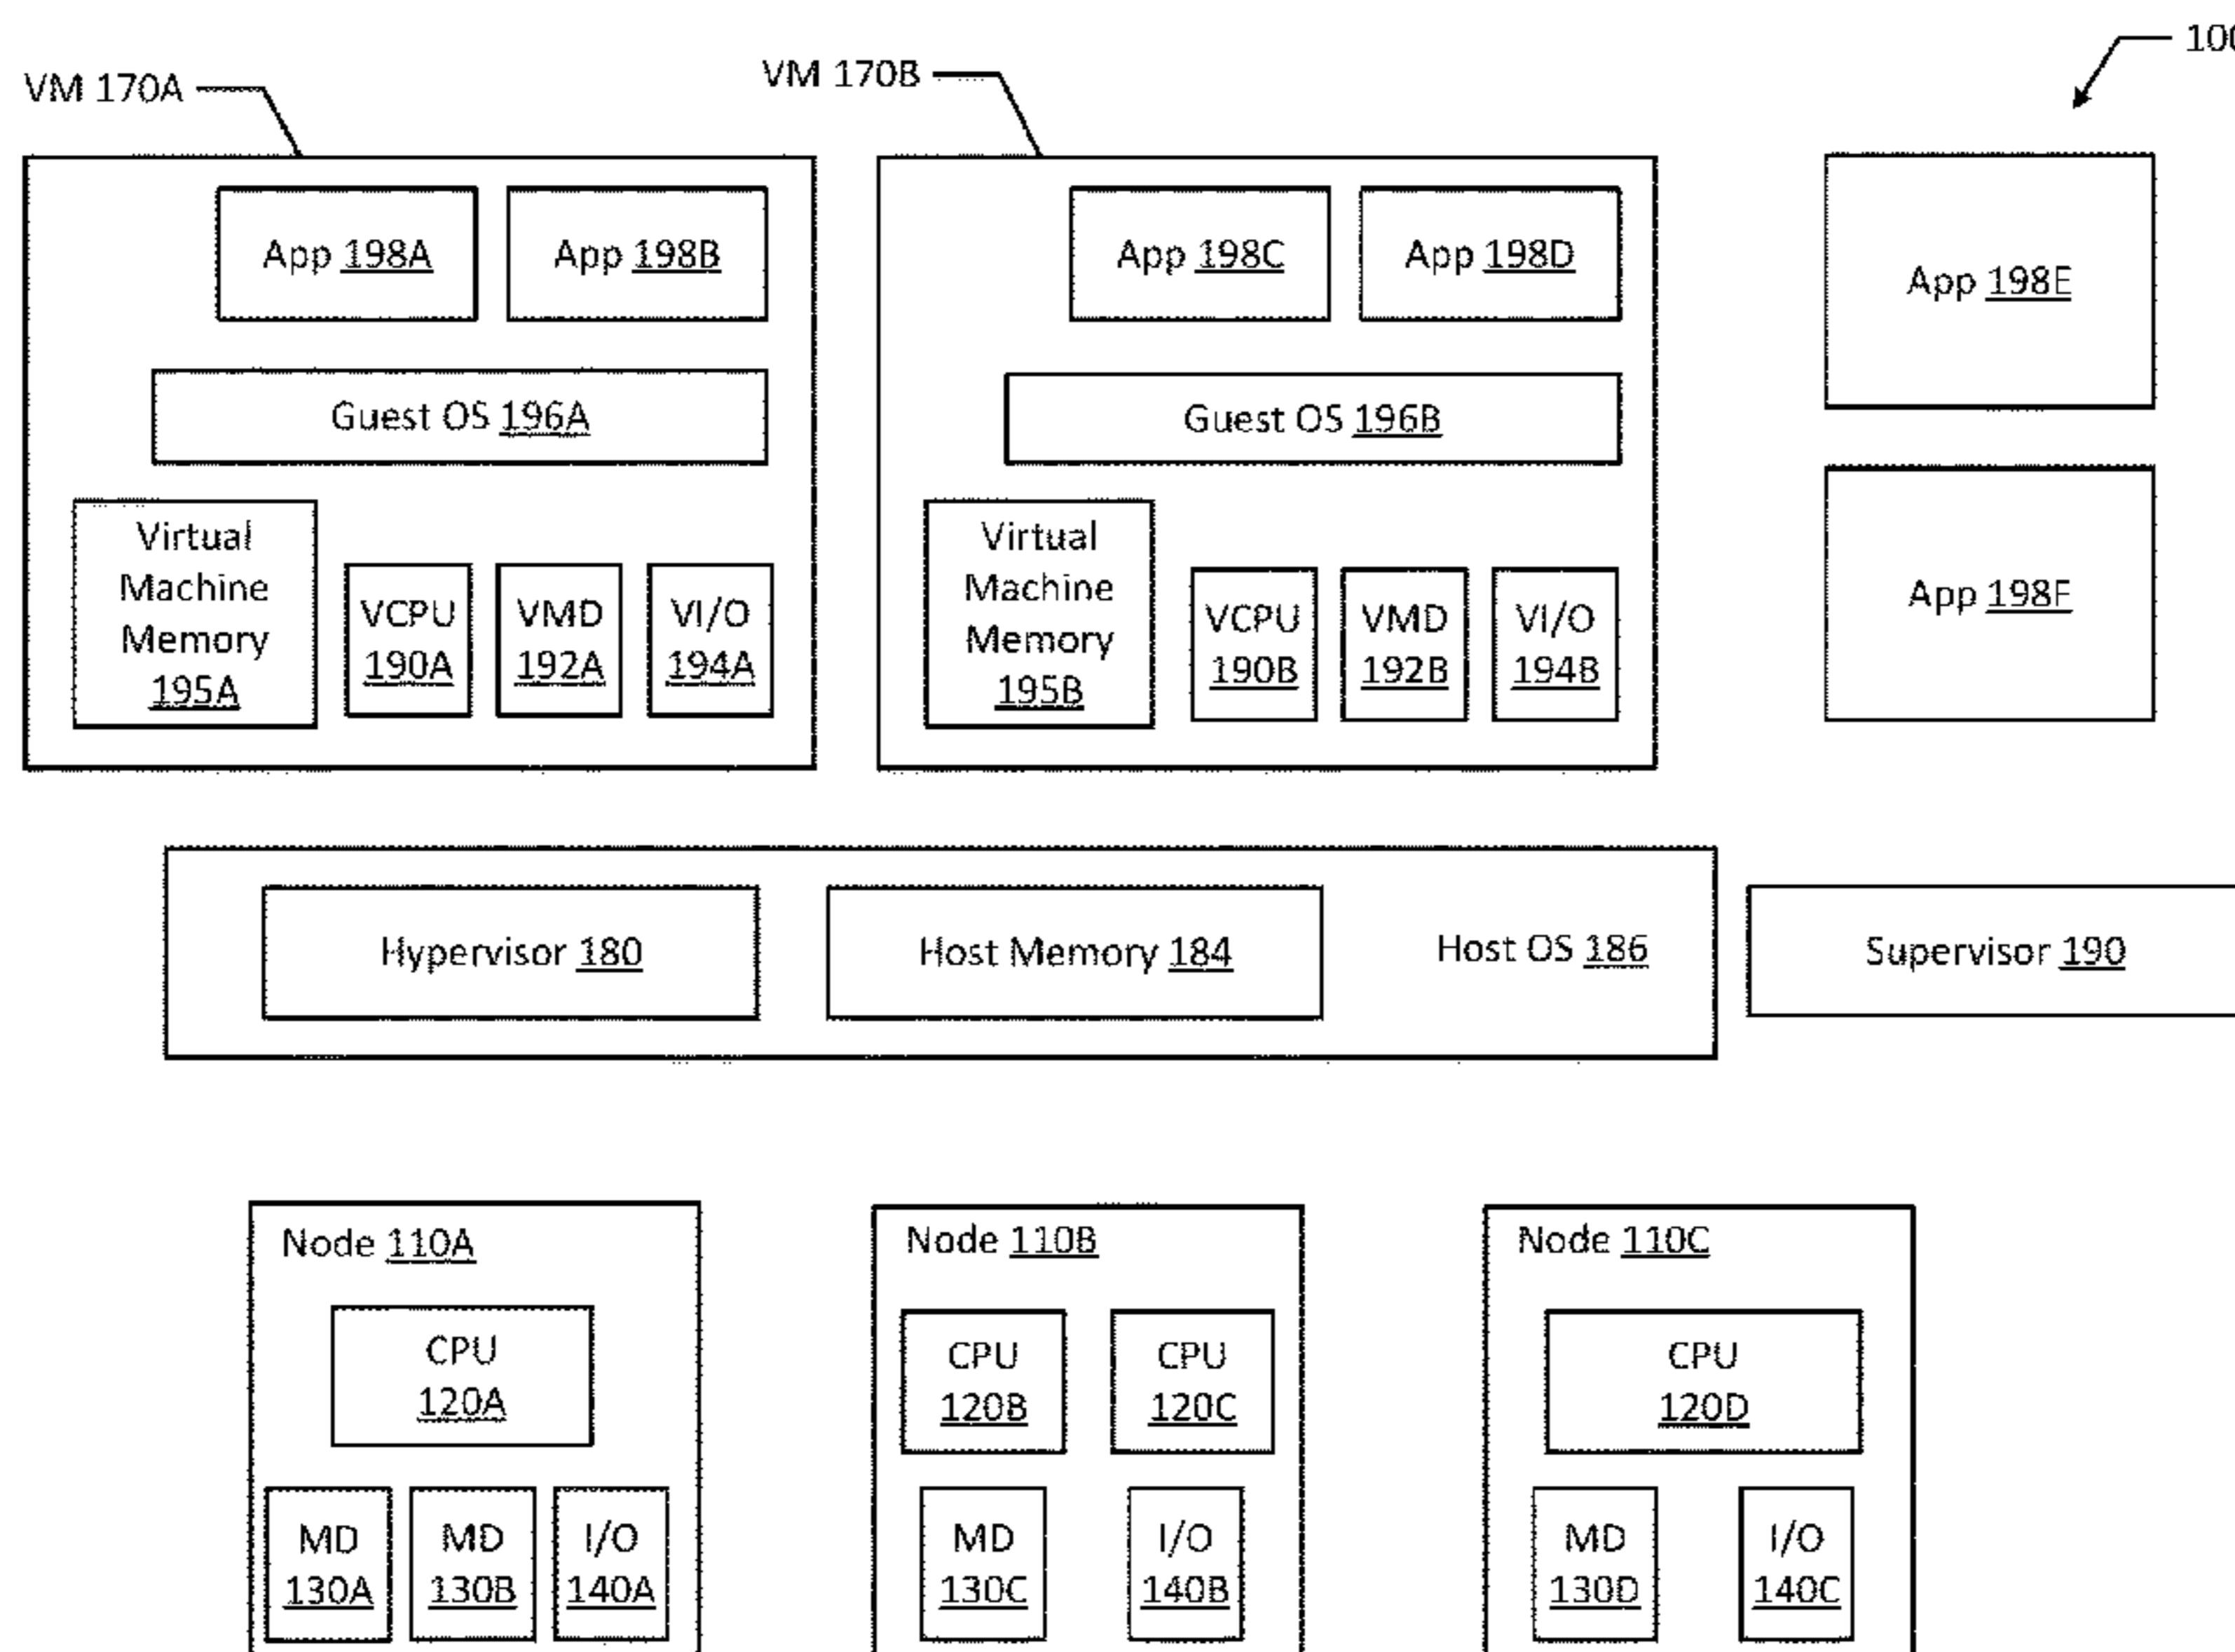 100
VM 170A
VM 170B
App 198A
App 198B
App 198C
App 198D
App 198E
Guest OS 196A
Guest OS 196B
Virtual
Machine
Memory
195A
VCPU
190A
VMD
192A
VI/O
194A
Virtual
Machine
Memory
195B
VCPU
190B
VMD
192B
VI/O
194B
App 198F
Hypervisor 180
Host Memory 184
Host OS 186
Supervisor 190
Node 110A
CPU
120A
MD
130A
MD
130B
I/O
140A
Node 110B
CPU
120B
CPU
120C
MD
130C
I/O
140B
Node 110C
CPU
120D
MD
130D
I/O
140C